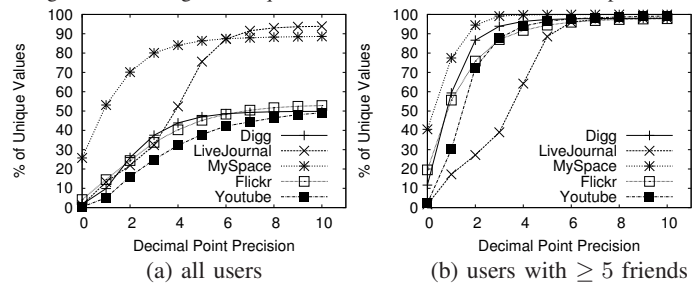 % of Unique Values
100
90
80
70
60
50
40
30
20
10
0
0 2 4 6 8 10
Decimal Point Precision
Digg
LiveJournal
MySpace
Flickr
Youtube
(a) all users
% of Unique Values
100
90
80
70
60
50
40
30
20
10
0
0 2 4 6 8 10
Decimal Point Precision
Digg
LiveJournal
MySpace
Flickr
Youtube
(b) users with ≥ 5 friends